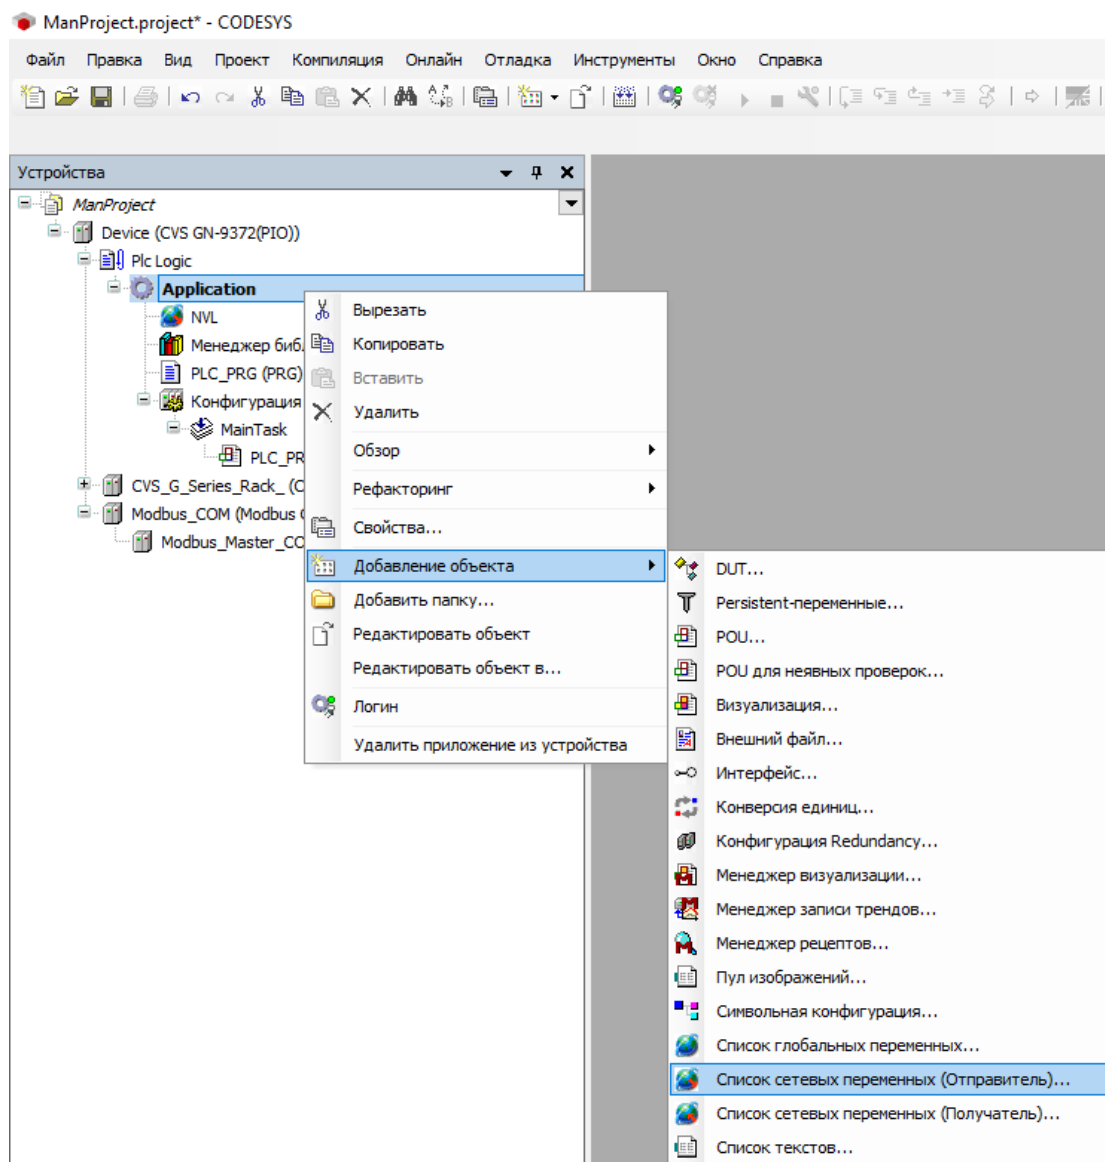 ManProject.project* - CODESYS
Файл Правка Вид Проект Компиляция Онлайн Отладка Инструменты Окно Справка
Устройства
ManProject
Device (CVS GN-9372(PIO))
Plc Logic
Application
NVL
Менеджер биб.
PLC_PRG (PRG)
Конфигурация
MainTask
PLC_PR
CVS_G_Series_Rack_ (C
Modbus_COM (Modbus
Modbus_Master_CO
Вырезать
Копировать
Вставить
Удалить
Обзор
Рефакторинг
Свойства...
Добавление объекта
Добавить папку...
Редактировать объект
Редактировать объект в...
Логин
Удалить приложение из устройства
DUT...
Persistent-переменные...
POU...
POU для неявных проверок...
Визуализация...
Внешний файл...
Интерфейс...
Конверсия единиц...
Конфигурация Redundancy...
Менеджер визуализации...
Менеджер записи трендов...
Менеджер рецептов...
Пул изображений...
Символьная конфигурация...
Список глобальных переменных...
Список сетевых переменных (Отправитель)...
Список сетевых переменных (Получатель)...
Список текстов...